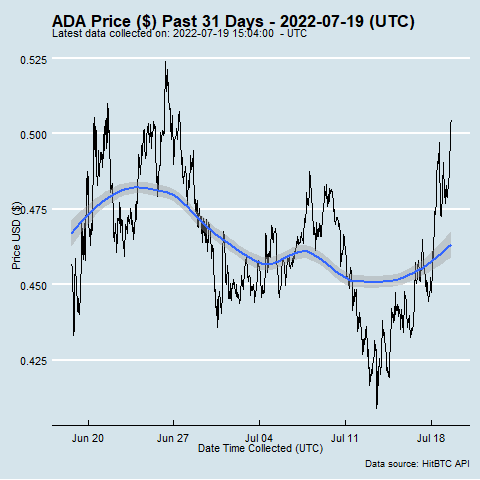 ADA Price ($) Past 31 Days - 2022-07-19 (UTC)
Latest data collected on: 2022-07-19 15:04:00 - UTC
0.525
0.500
0.475
0.450
0.425
Price USD ($)
Jun 20 Jun 27 Jul 04 Jul 11 Jul 18
Date Time Collected (UTC)
Data source: HitBTC API